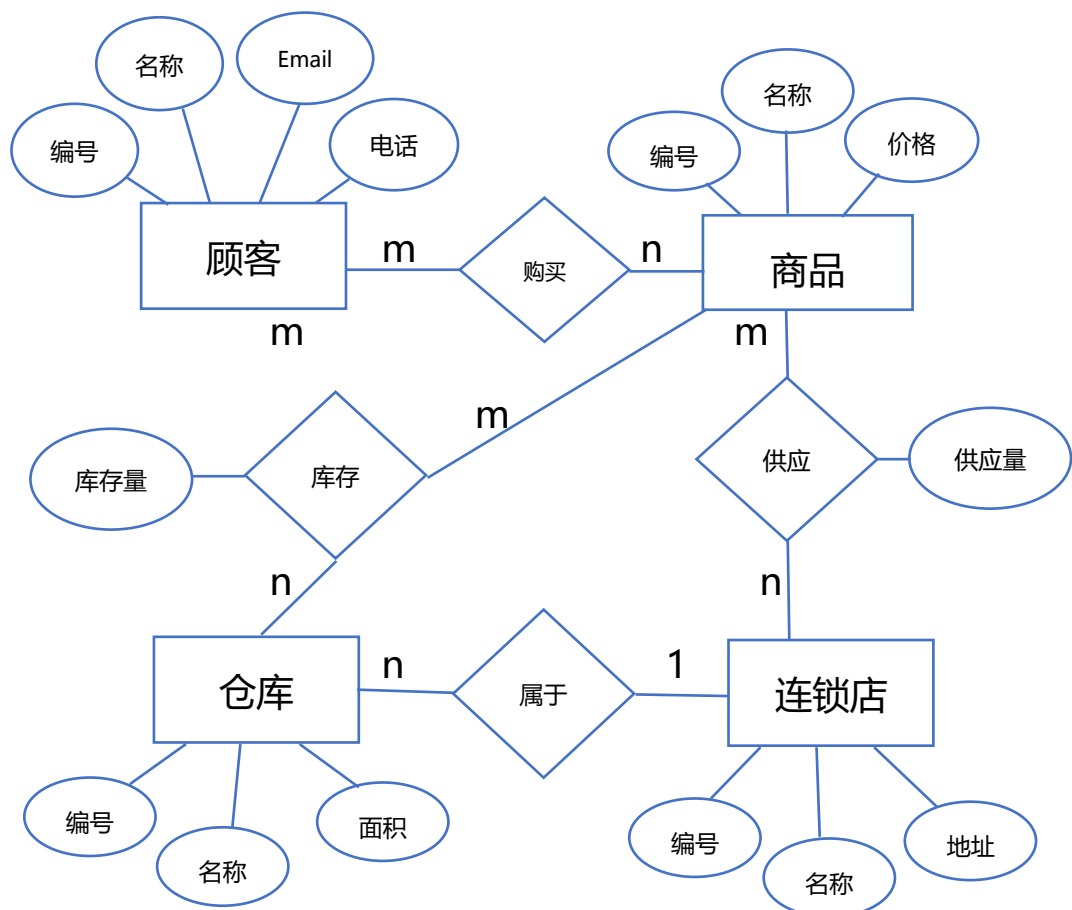 名称
Email
编号
电话
名称
编号
价格
顾客
m
购买
n
商品
m
m
m
库存量
库存
供应
供应量
n
n
仓库
n
属于
1
连锁店
编号
名称
面积
编号
名称
地址